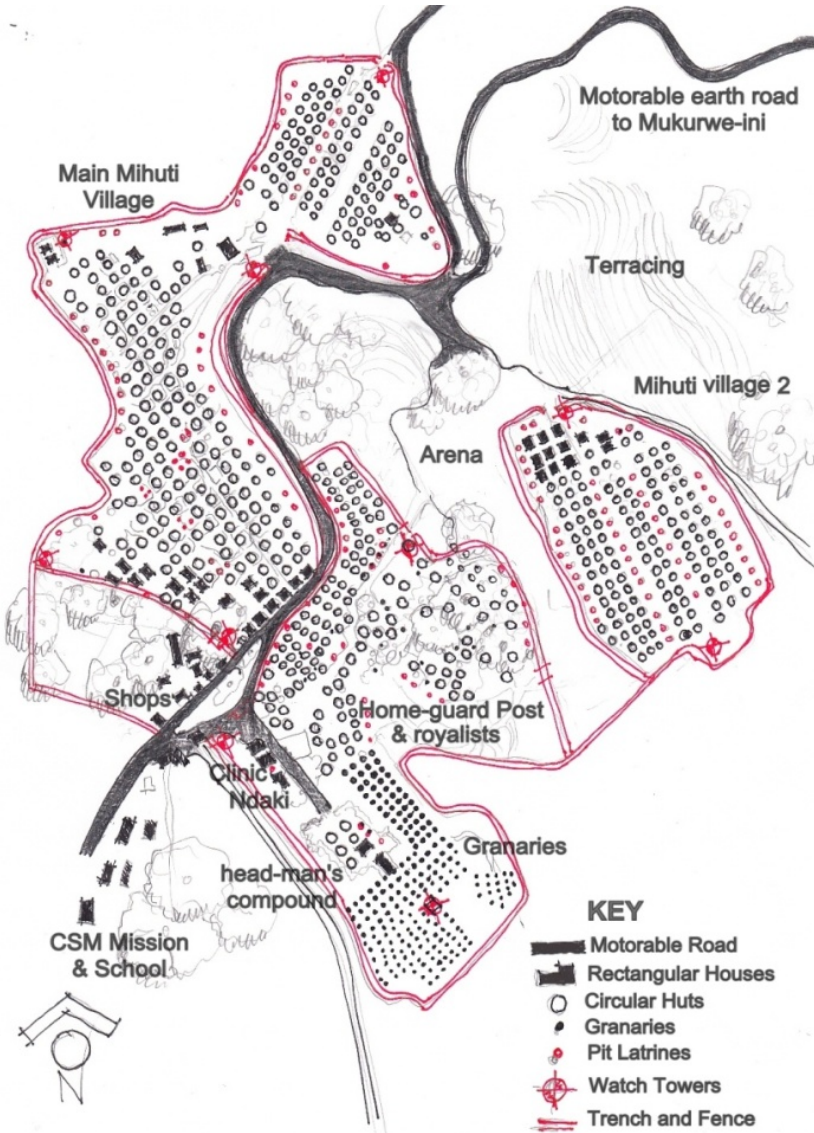 Motorable earth road
to Mukurwe-ini
Main Mihuti
Village
Terracing
Mihuti village 2
Arena
Shops
Home-guard Post
& royalists
Clinic
Ndaki
Granaries
head-man's
compound
CSM Mission
& School
N
KEY
Motorable Road
Rectangular Houses
Circular Huts
Granaries
Pit Latrines
Watch Towers
Trench and Fence